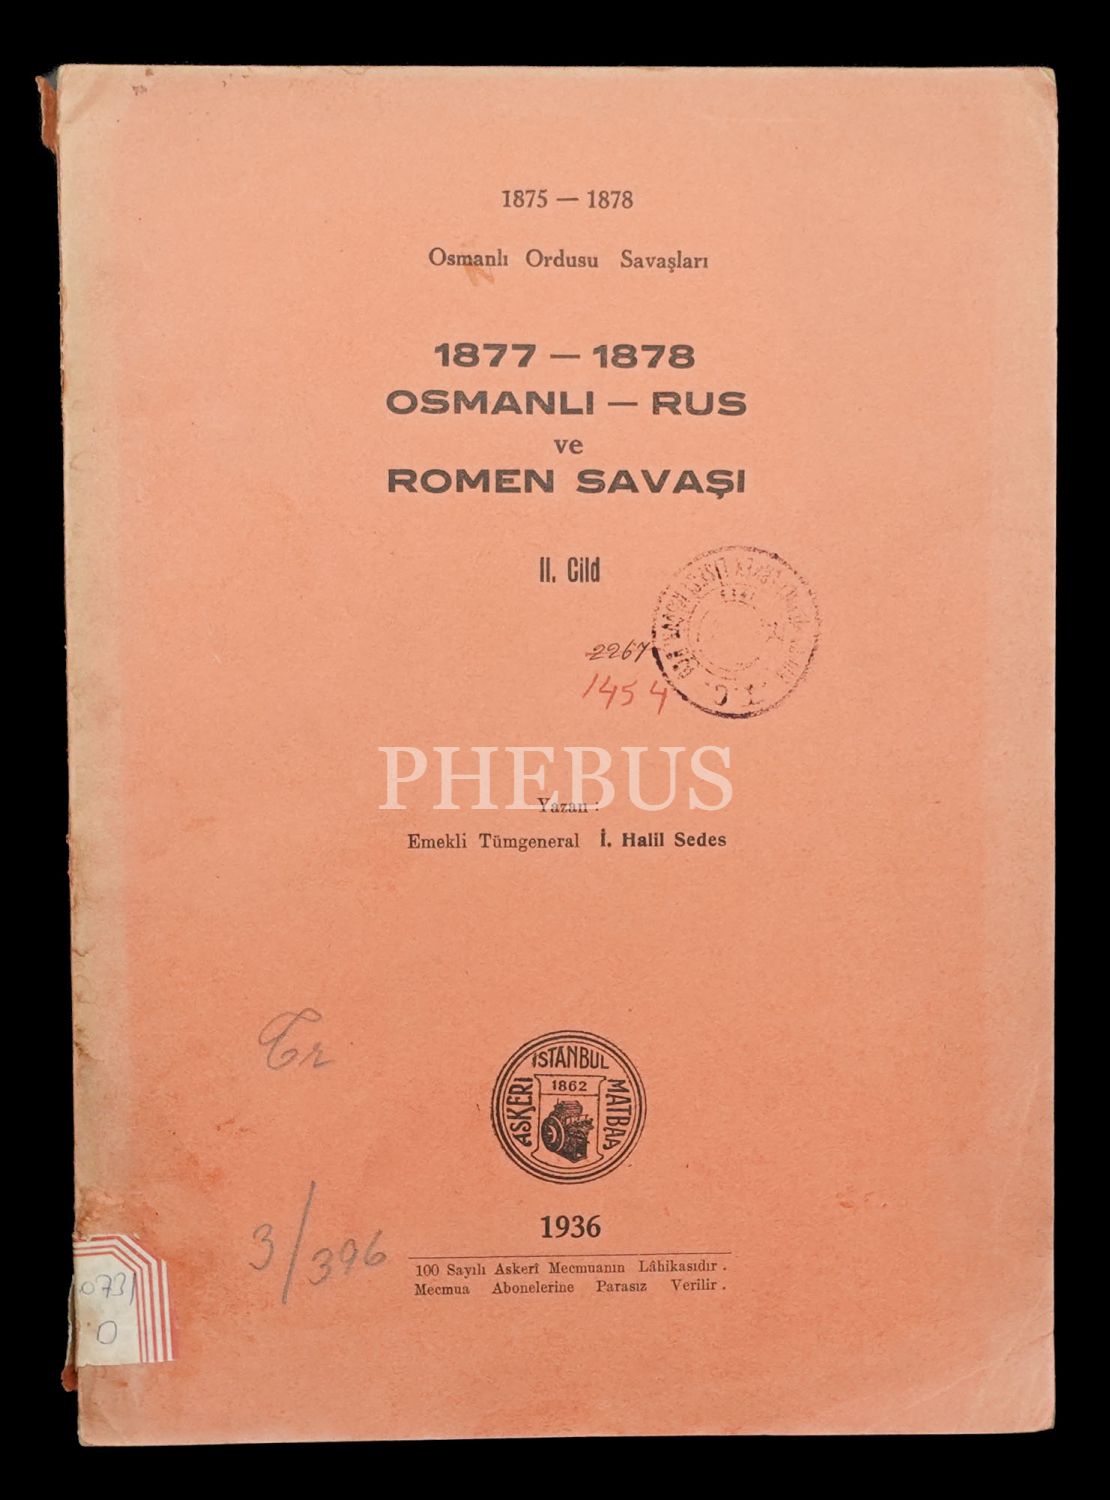 1875 — 1878
Osmanlı Ordusu Savaşları
1877 — 1878
OSMANLI — RUS
ve
ROMEN SAVAŞI
II. Cild
T.C.
2267
1454
PHEBUS
Yazan :
Emekli Tümgeneral İ. Halil Sedes
Tr
ASKERİ İSTANBUL MATBAA
1862
1936
3/396
100 Sayılı Askerî Mecmuanın Lâhikasıdır .
Mecmua Abonelerine Parasız Verilir .
0731
O